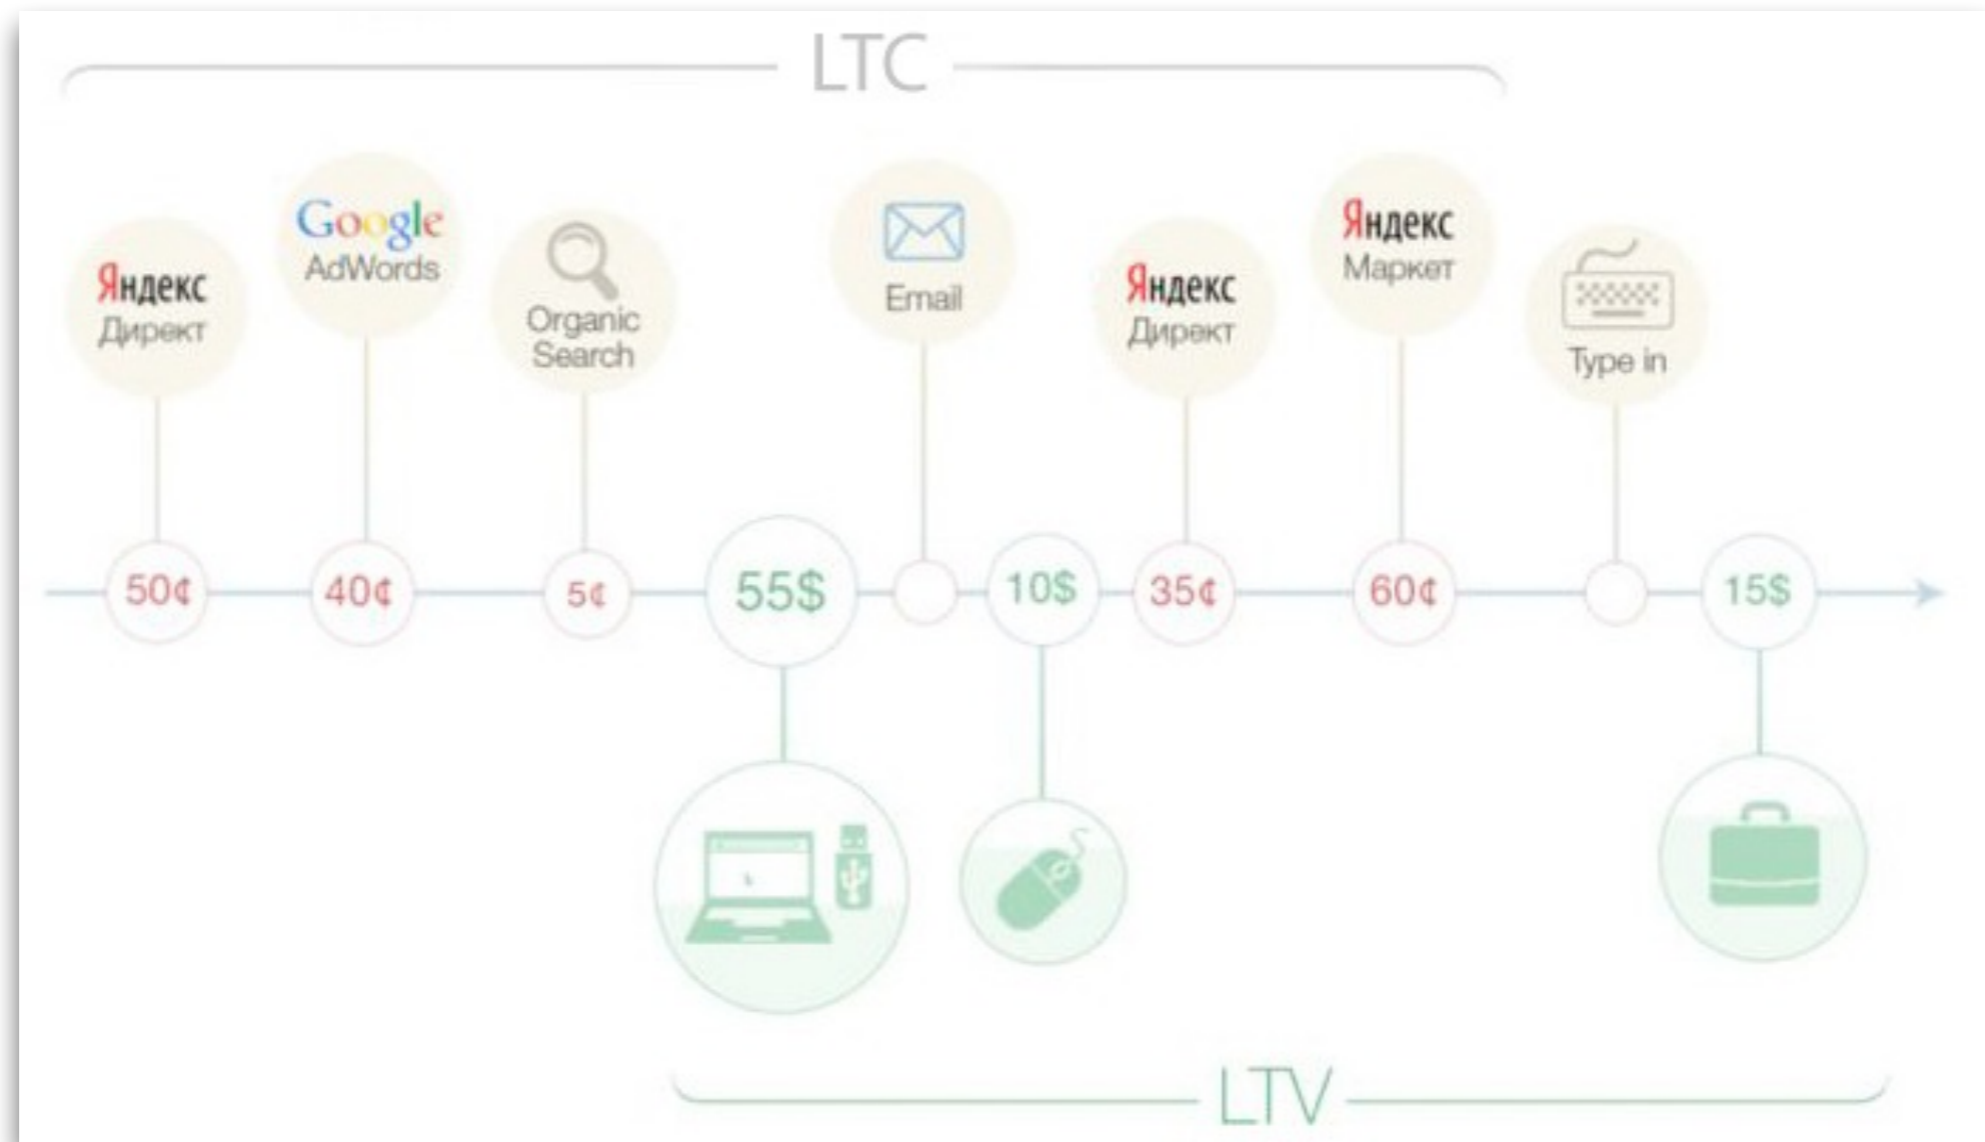 LTC
Яндекс
Директ
Google
AdWords
Organic
Search
Email
Яндекс
Директ
Яндекс
Маркет
Type in
50¢
40¢
5¢
55$
10$
35¢
60¢
15$
LTV